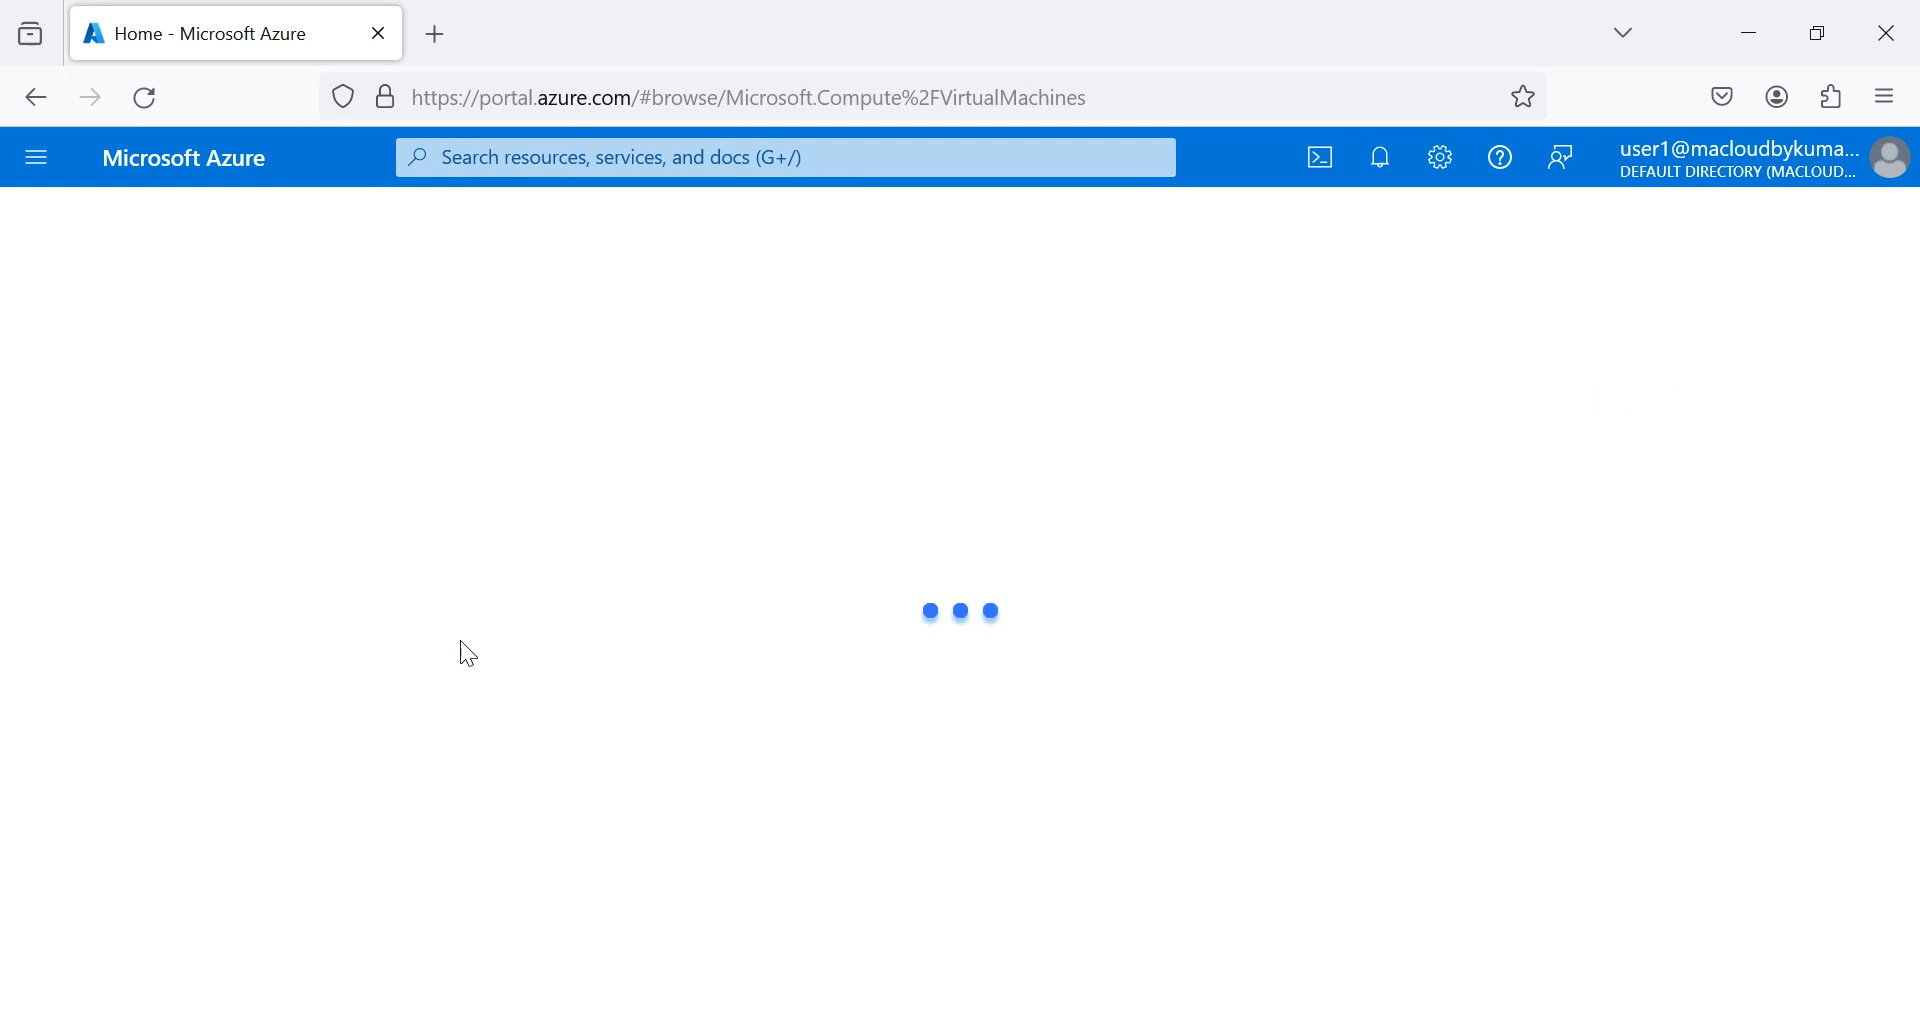 Home - Microsoft Azure
https://portal.azure.com/#browse/Microsoft.Compute%2FVirtualMachines
Microsoft Azure
Search resources, services, and docs (G+/)
user1@macloudbykuma...
DEFAULT DIRECTORY (MACLOUD...